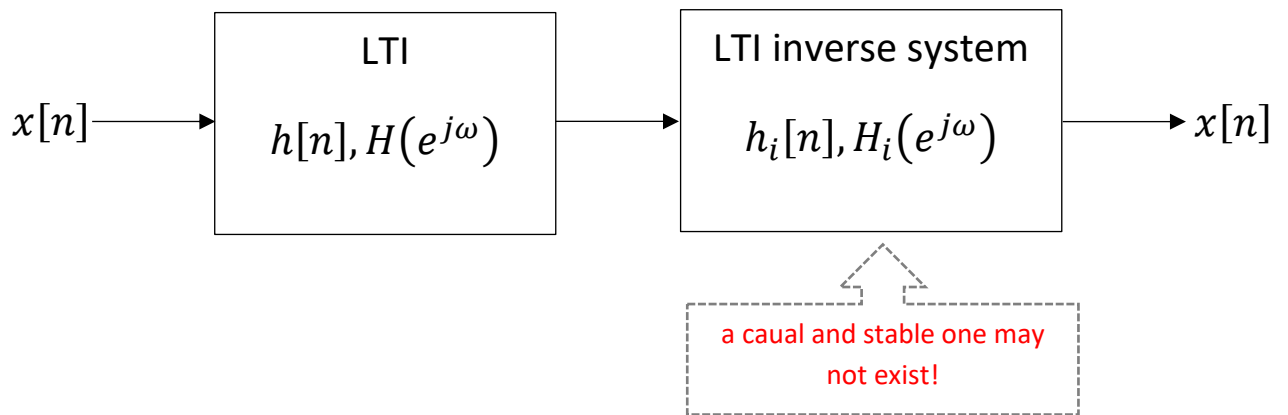 LTI
LTI inverse system
x[n]
h[n], H(e^{jω})
h_i[n], H_i(e^{jω})
x[n]
a caual and stable one may
not exist!